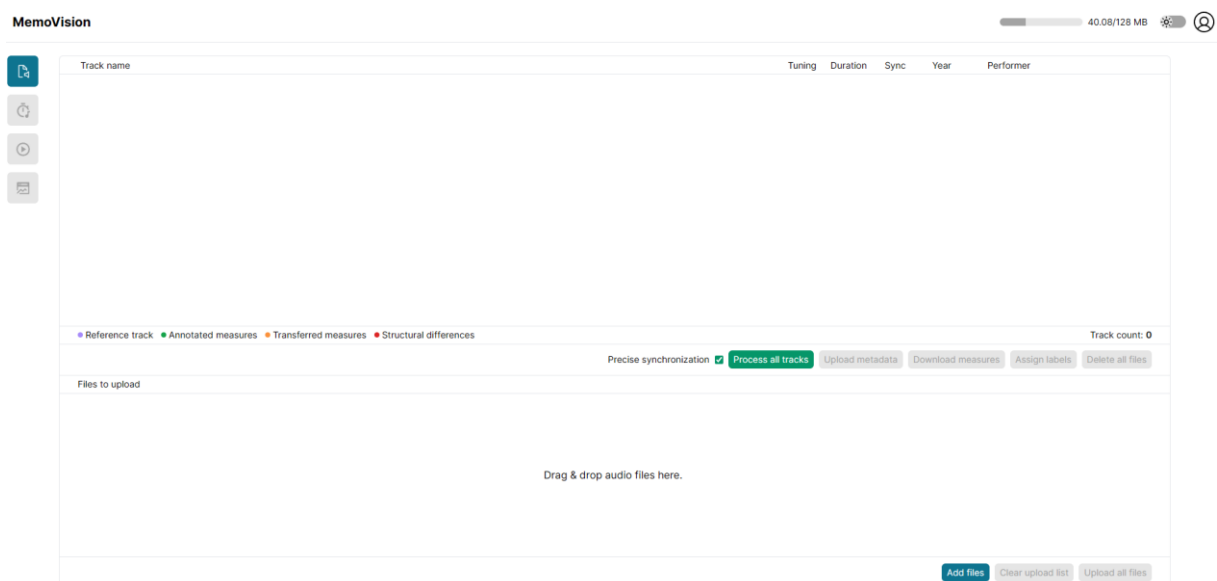 MemoVision
40.08/128 MB
Track name Tuning Duration Sync Year Performer
Reference track Annotated measures Transferred measures Structural differences Track count: 0
Precise synchronization Process all tracks Upload metadata Download measures Assign labels Delete all files
Files to upload
Drag & drop audio files here.
Add files Clear upload list Upload all files